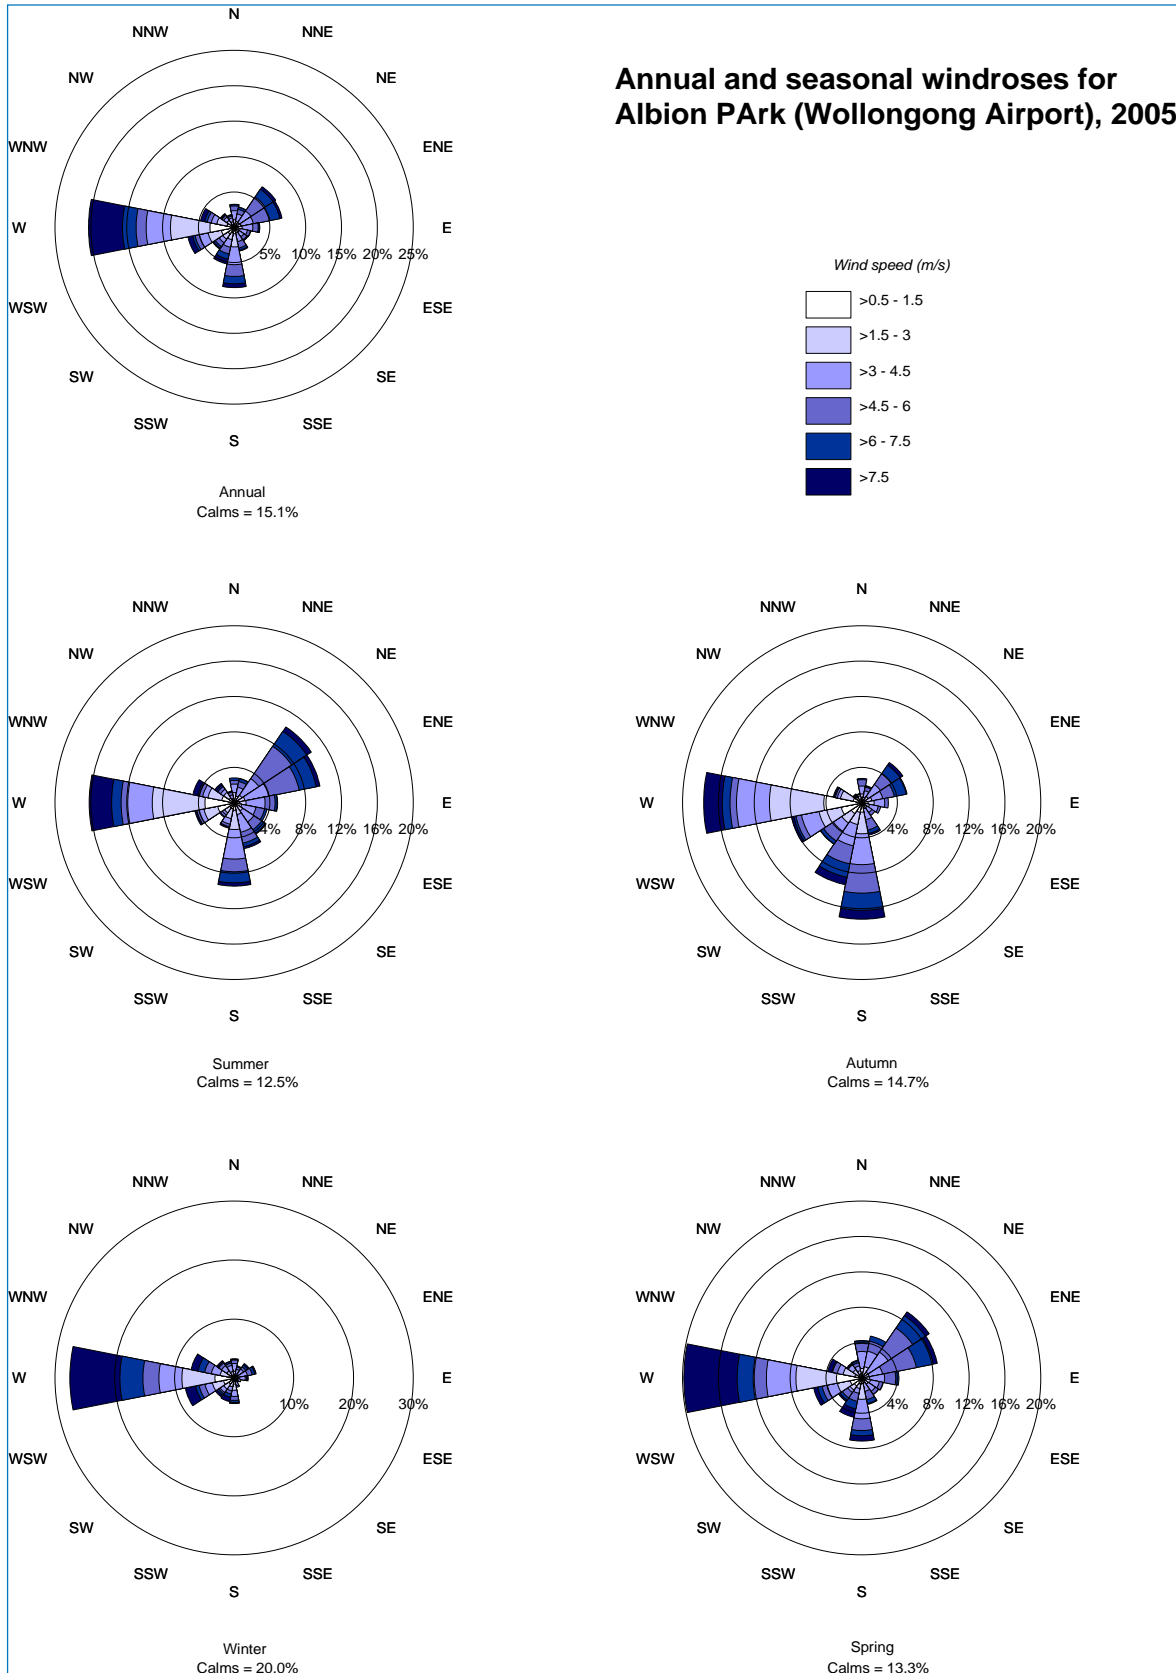 Annual and seasonal windroses for
Albion PArk (Wollongong Airport), 2005
N
NNW NNE
NW NE
WNW ENE
W E
5% 10% 15% 20% 25%
WSW ESE
SW SE
SSW SSE
S
Annual
Calms = 15.1%
Wind speed (m/s)
>0.5 - 1.5
>1.5 - 3
>3 - 4.5
>4.5 - 6
>6 - 7.5
>7.5
N
NNW NNE
NW NE
WNW ENE
W E
4% 8% 12% 16% 20%
WSW ESE
SW SE
SSW SSE
S
Summer
Calms = 12.5%
N
NNW NNE
NW NE
WNW ENE
W E
4% 8% 12% 16% 20%
WSW ESE
SW SE
SSW SSE
S
Autumn
Calms = 14.7%
N
NNW NNE
NW NE
WNW ENE
W E
10% 20% 30%
WSW ESE
SW SE
SSW SSE
S
Winter
Calms = 20.0%
N
NNW NNE
NW NE
WNW ENE
W E
4% 8% 12% 16% 20%
WSW ESE
SW SE
SSW SSE
S
Spring
Calms = 13.3%